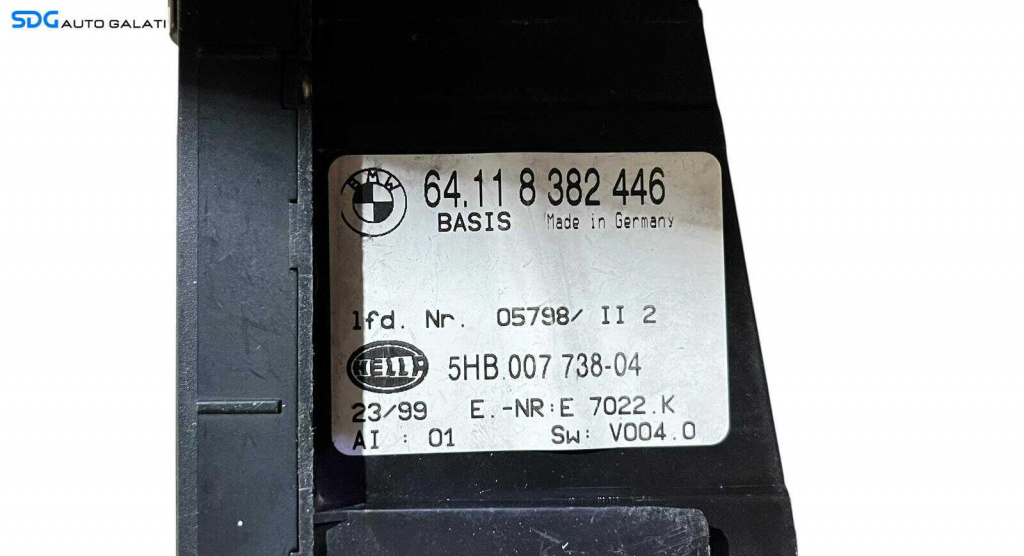 SDG AUTO GALATI
BMW
64.11 8 382 446
BASIS Made in Germany
lfd. Nr. 05798/ II 2
HELLA 5HB 007 738-04
23/99 E.-NR:E 7022.K
AI : 01 Sw: V004.0